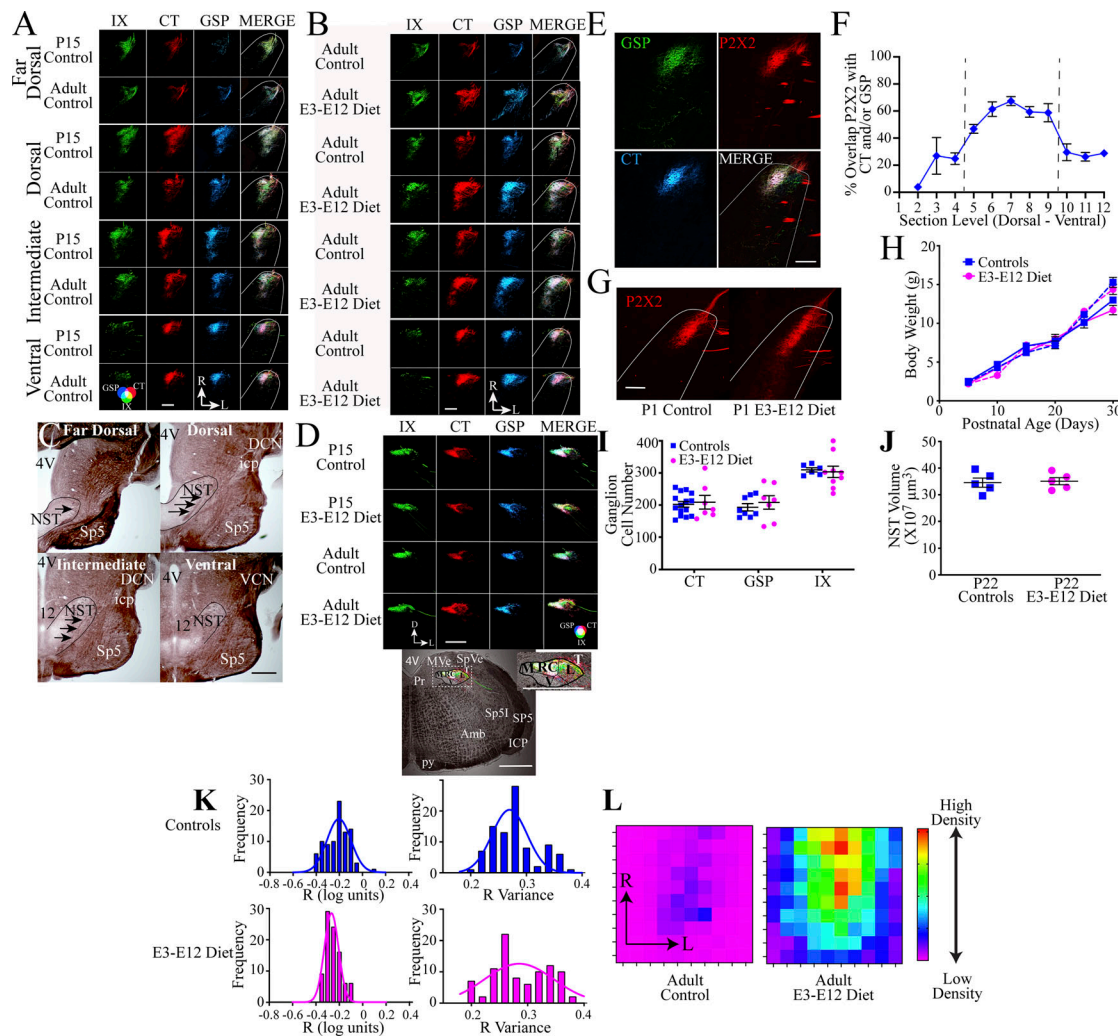 A
IX CT GSP MERGE
Far Dorsal
P15 Control
Adult Control
Dorsal
P15 Control
Adult Control
Intermediate
P15 Control
Adult Control
Ventral
P15 Control
Adult Control
GSP CT IX
R
L
B
IX CT GSP MERGE
Adult Control
Adult E3-E12 Diet
Adult Control
Adult E3-E12 Diet
Adult Control
Adult E3-E12 Diet
Adult Control
Adult E3-E12 Diet
R
L
C
Far Dorsal
4V
NST
Sp5
Dorsal
4V
DCN
icp
NST
Sp5
Intermediate
4V
DCN
icp
12
NST
Sp5
Ventral
4V
VCN
12
NST
Sp5
D
IX CT GSP MERGE
P15 Control
P15 E3-E12 Diet
Adult Control
Adult E3-E12 Diet
D
L
GSP CT
IX
4V MVe SpVe
Pr
M RC L T
V
M RC L T
V
Sp5I SP5
Amb
ICP
py
E
GSP P2X2
CT MERGE
F
% Overlap P2X2 with
CT and/or GSP
100
80
60
40
20
0
2 3 4 5 6 7 8 9 10 11 12
Section Level (Dorsal - Ventral)
G
P2X2
P1 Control P1 E3-E12 Diet
H
Controls
E3-E12 Diet
Body Weight (g)
20
15
10
5
0
0 10 20 30
Postnatal Age (Days)
I
Controls
E3-E12 Diet
Ganglion
Cell Number
400
300
200
100
0
CT GSP IX
J
NST Volume
(X10⁷ um³)
50
40
30
20
10
0
P22 Controls
P22 E3-E12 Diet
K
Controls
Frequency
30
20
10
0
-0.8 -0.6 -0.4 -0.2 0.0 0.2 0.4
R (log units)
Frequency
30
20
10
0
0.2 0.3 0.4
R Variance
E3-E12 Diet
Frequency
30
20
10
0
-0.8 -0.6 -0.4 -0.2 0.0 0.2 0.4
R (log units)
Frequency
30
20
10
0
0.2 0.3 0.4
R Variance
L
R
L
Adult
Control
Adult
E3-E12 Diet
High
Density
Low
Density